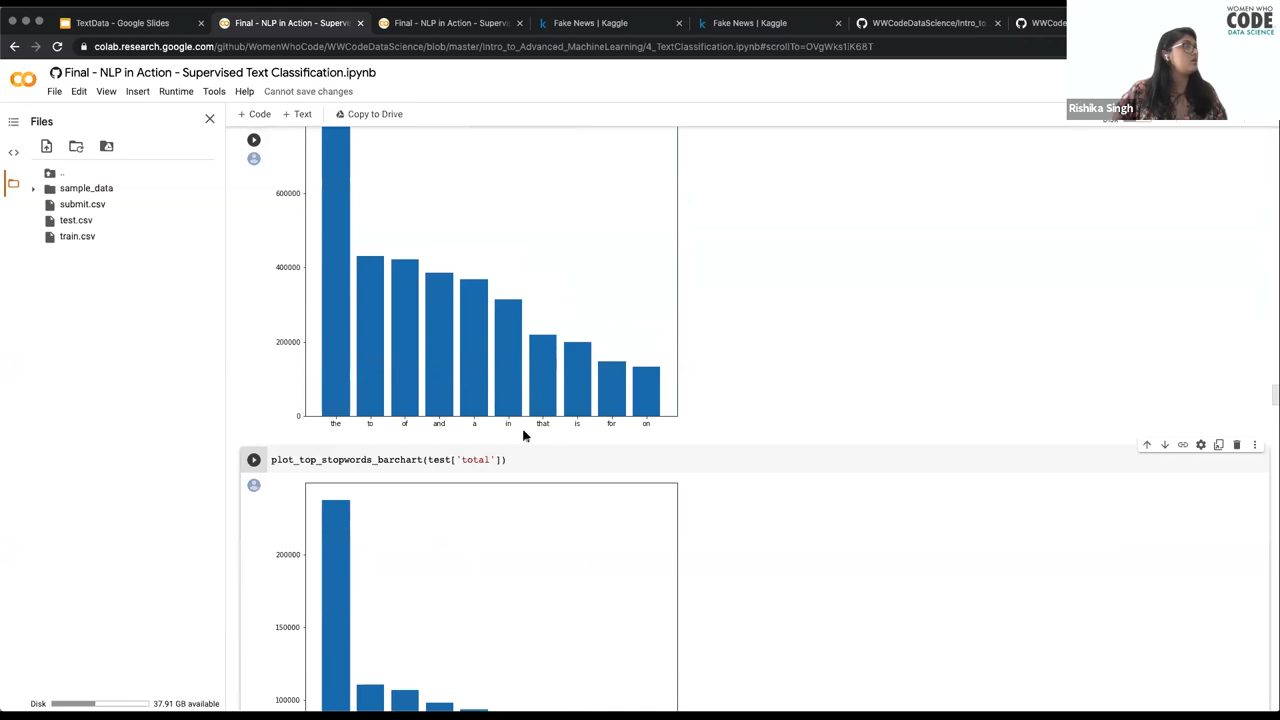 TextData - Google Slides
Final - NLP in Action - Superv
Final - NLP in Action - Superv
Fake News | Kaggle
Fake News | Kaggle
WWCodeDataScience/Intro_to
WWCode
colab.research.google.com/github/WomenWhoCode/WWCodeDataScience/blob/master/Intro_to_Advanced_MachineLearning/4_TextClassification.ipynb#scrollTo=OVgWks1iK68T
WOMEN WHO
CODE
DATA SCIENCE
Rishika Singh
Final - NLP in Action - Supervised Text Classification.ipynb
File Edit View Insert Runtime Tools Help Cannot save changes
Files
+ Code + Text Copy to Drive
Disk
..
sample_data
submit.csv
test.csv
train.csv
600000
400000
200000
0
the to of and a in that is for on
plot_top_stopwords_barchart(test['total'])
200000
150000
100000
Disk 37.91 GB available